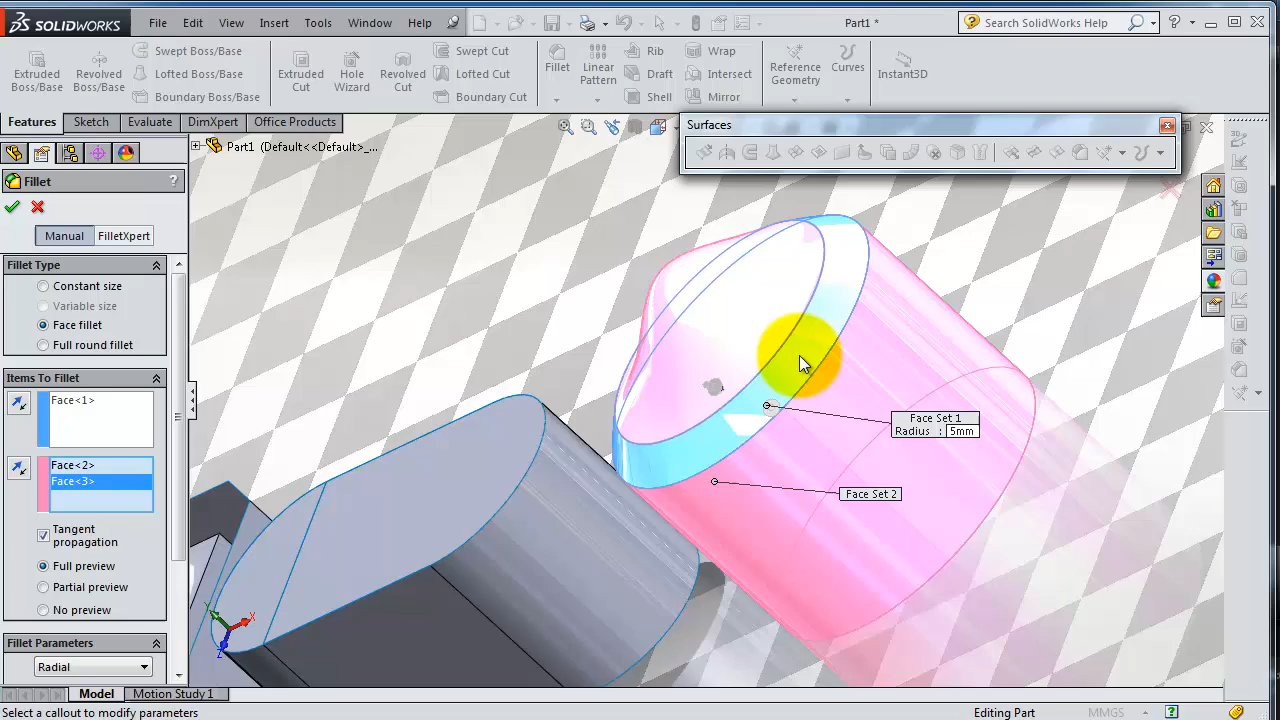 SOLIDWORKS
File Edit View Insert Tools Window Help
Part1 *
Search SolidWorks Help
Extruded Boss/Base
Revolved Boss/Base
Swept Boss/Base
Lofted Boss/Base
Boundary Boss/Base
Extruded Cut
Hole Wizard
Revolved Cut
Swept Cut
Lofted Cut
Boundary Cut
Fillet
Linear Pattern
Rib
Draft
Shell
Wrap
Intersect
Mirror
Reference Geometry
Curves
Instant3D
Features Sketch Evaluate DimXpert Office Products
Surfaces
Part1 (Default<<Default>_...
Fillet
?
Manual FilletXpert
Fillet Type
Constant size
Variable size
Face fillet
Full round fillet
Items To Fillet
Face<1>
Face<2>
Face<3>
Tangent
propagation
Full preview
Partial preview
No preview
Fillet Parameters
Radial
Face Set 1
Radius : 5mm
Face Set 2
Y
X
Z
Model Motion Study 1
Select a callout to modify parameters
Editing Part
MMGS